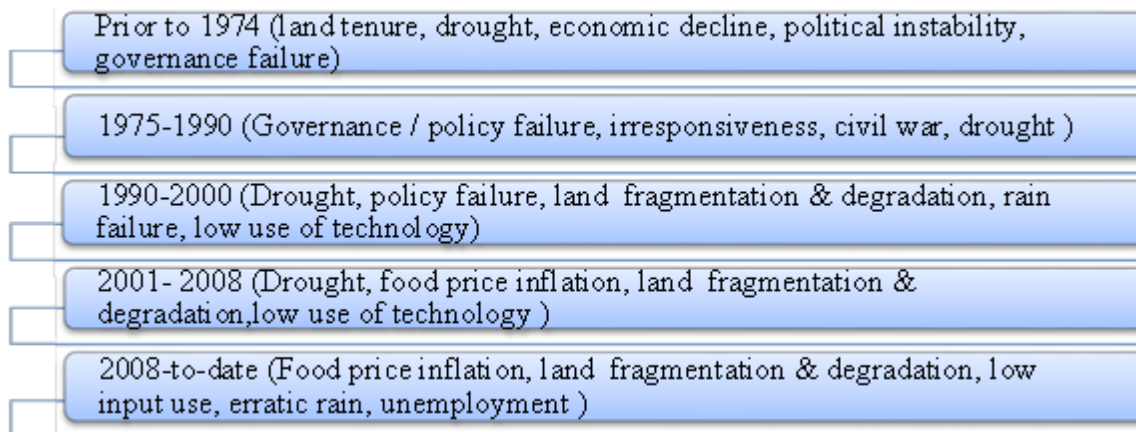 Prior to 1974 (land tenure, drought, economic decline, political instability,
governance failure)
1975-1990 (Governance / policy failure, irresponsiveness, civil war, drought )
1990-2000 (Drought, policy failure, land fragmentation & degradation, rain
failure, low use of technology)
2001- 2008 (Drought, food price inflation, land fragmentation &
degradation,low use of technology )
2008-to-date (Food price inflation, land fragmentation & degradation, low
input use, erratic rain, unemployment )